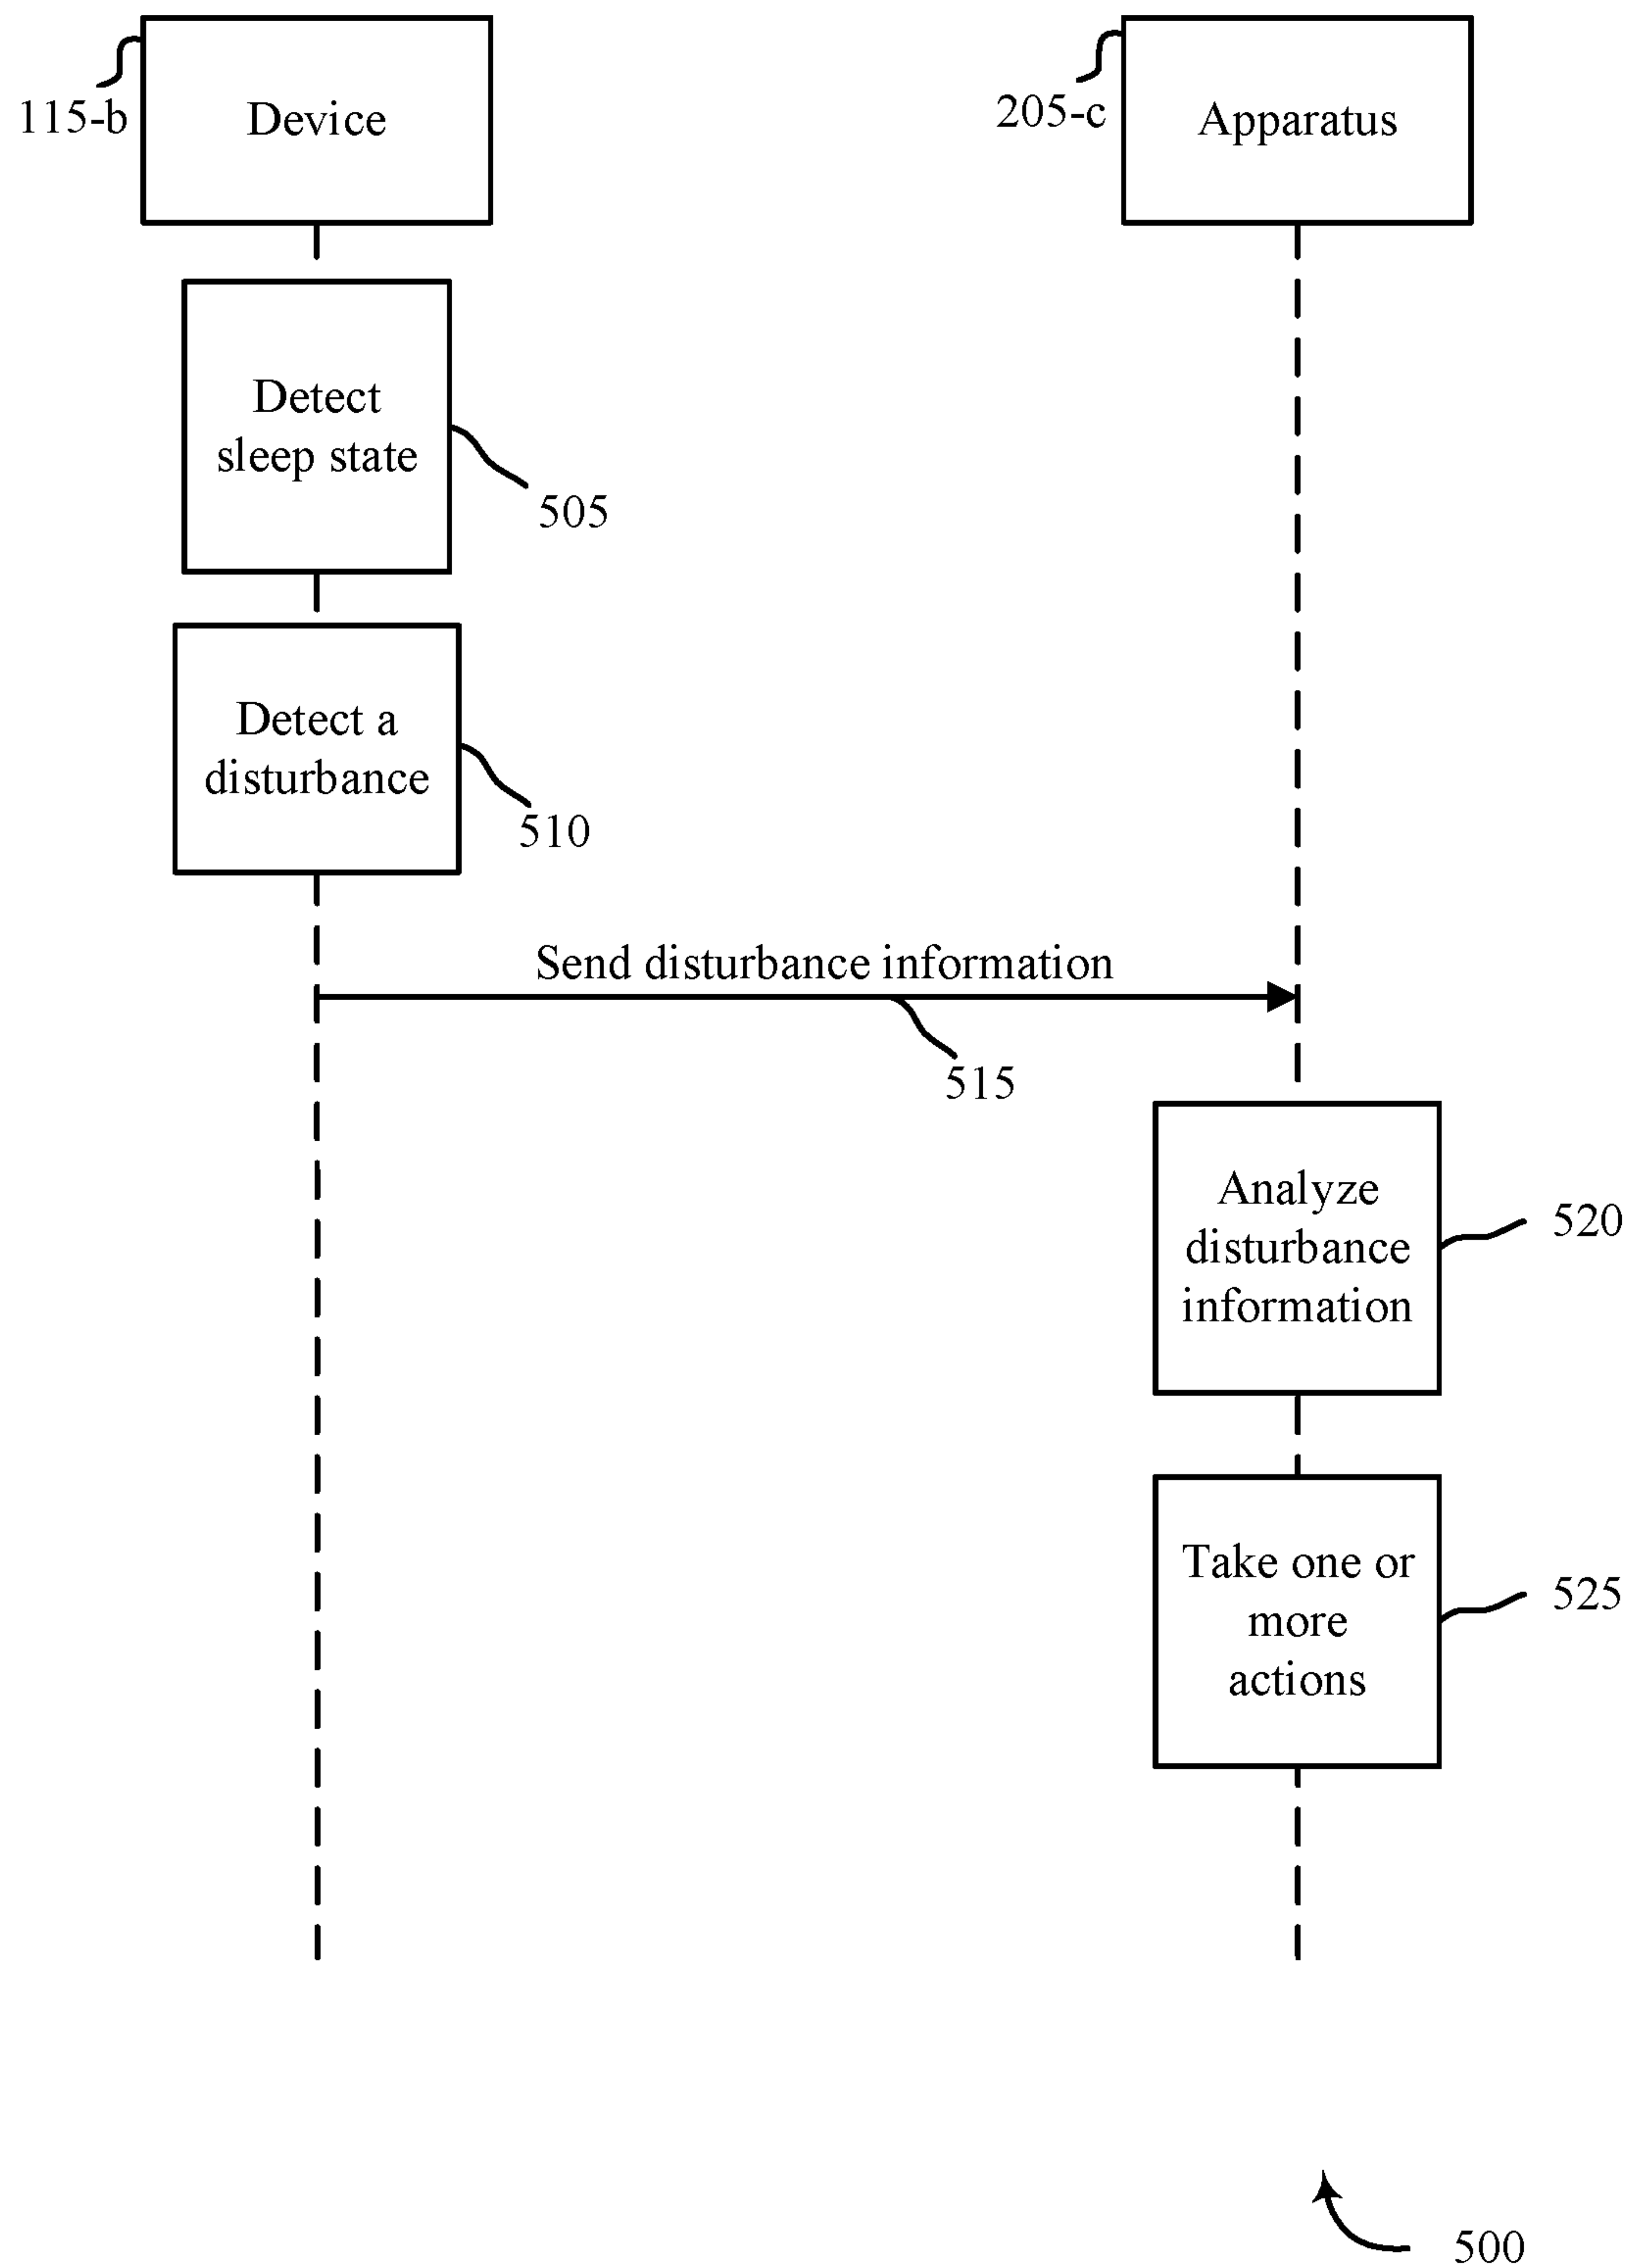 115-b
Device
205-c
Apparatus
Detect
sleep state
505
Detect a
disturbance
510
Send disturbance information
515
Analyze
disturbance
information
520
Take one or
more
actions
525
500